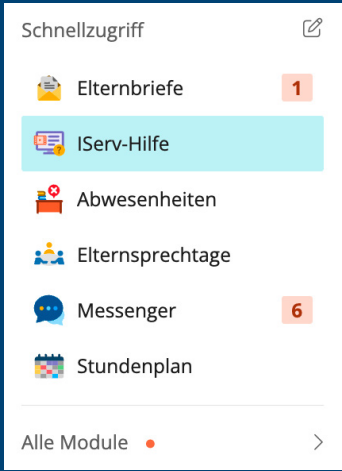 Schnellzugriff
Elternbriefe 1
IServ-Hilfe
Abwesenheiten
Elternsprechtage
Messenger 6
Stundenplan
Alle Module